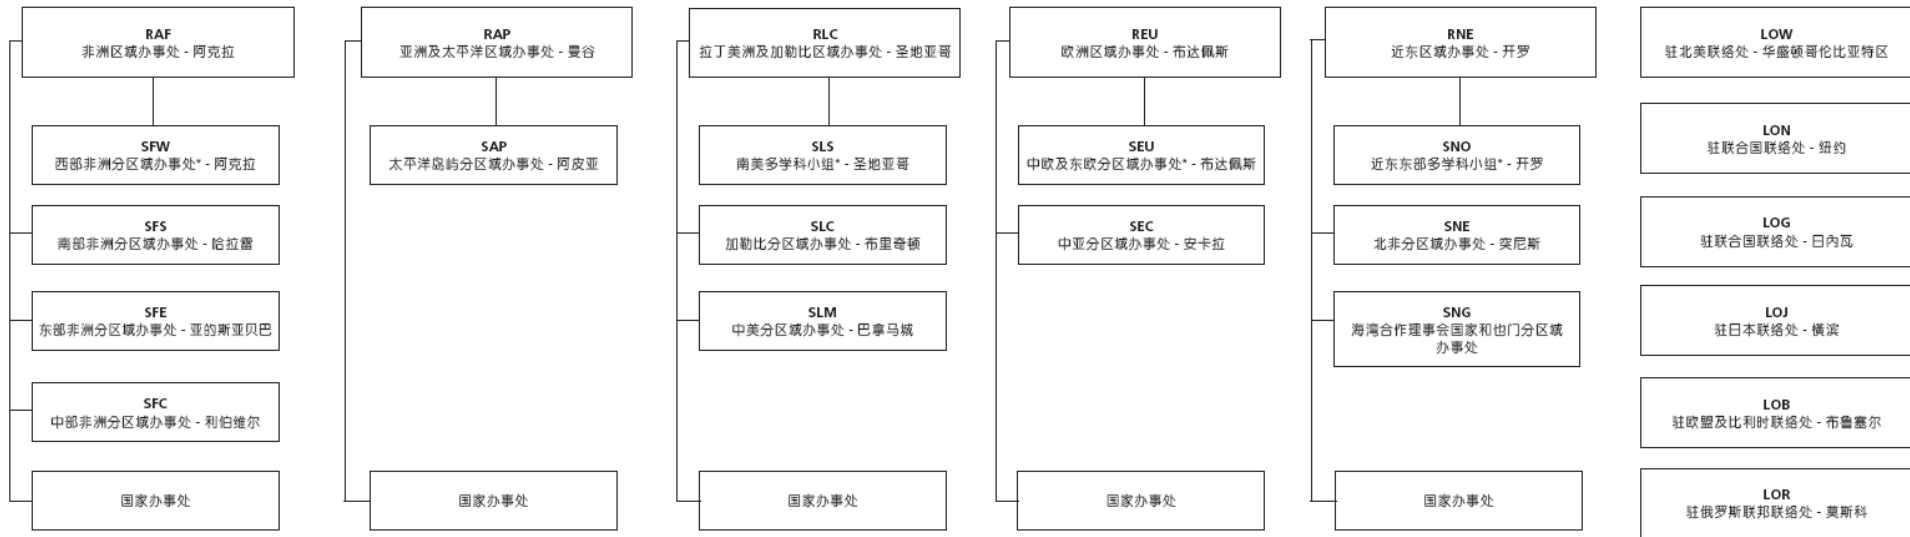 RAF
非洲区域办事处 - 阿克拉
SFW
西部非洲分区域办事处* - 阿克拉
SFS
南部非洲分区域办事处 - 哈拉雷
SFE
东部非洲分区域办事处 - 亚的斯亚贝巴
SFC
中部非洲分区域办事处 - 利伯维尔
国家办事处
RAP
亚洲及太平洋区域办事处 - 曼谷
SAP
太平洋岛屿分区域办事处 - 阿皮亚
国家办事处
RLC
拉丁美洲及加勒比区域办事处 - 圣地亚哥
SLS
南美多学科小组* - 圣地亚哥
SLC
加勒比分区域办事处 - 布里奇顿
SLM
中美分区域办事处 - 巴拿马城
国家办事处
REU
欧洲区域办事处 - 布达佩斯
SEU
中欧及东欧分区域办事处* - 布达佩斯
SEC
中亚分区域办事处 - 安卡拉
国家办事处
RNE
近东区域办事处 - 开罗
SNO
近东东部多学科小组* - 开罗
SNE
北非分区域办事处 - 突尼斯
SNG
海湾合作理事会国家和也门分区域
办事处
国家办事处
LOW
驻北美联络处 - 华盛顿哥伦比亚特区
LON
驻联合国联络处 - 纽约
LOG
驻联合国联络处 - 日内瓦
LOJ
驻日本联络处 - 横滨
LOB
驻欧盟及比利时联络处 - 布鲁塞尔
LOR
驻俄罗斯联邦联络处 - 莫斯科